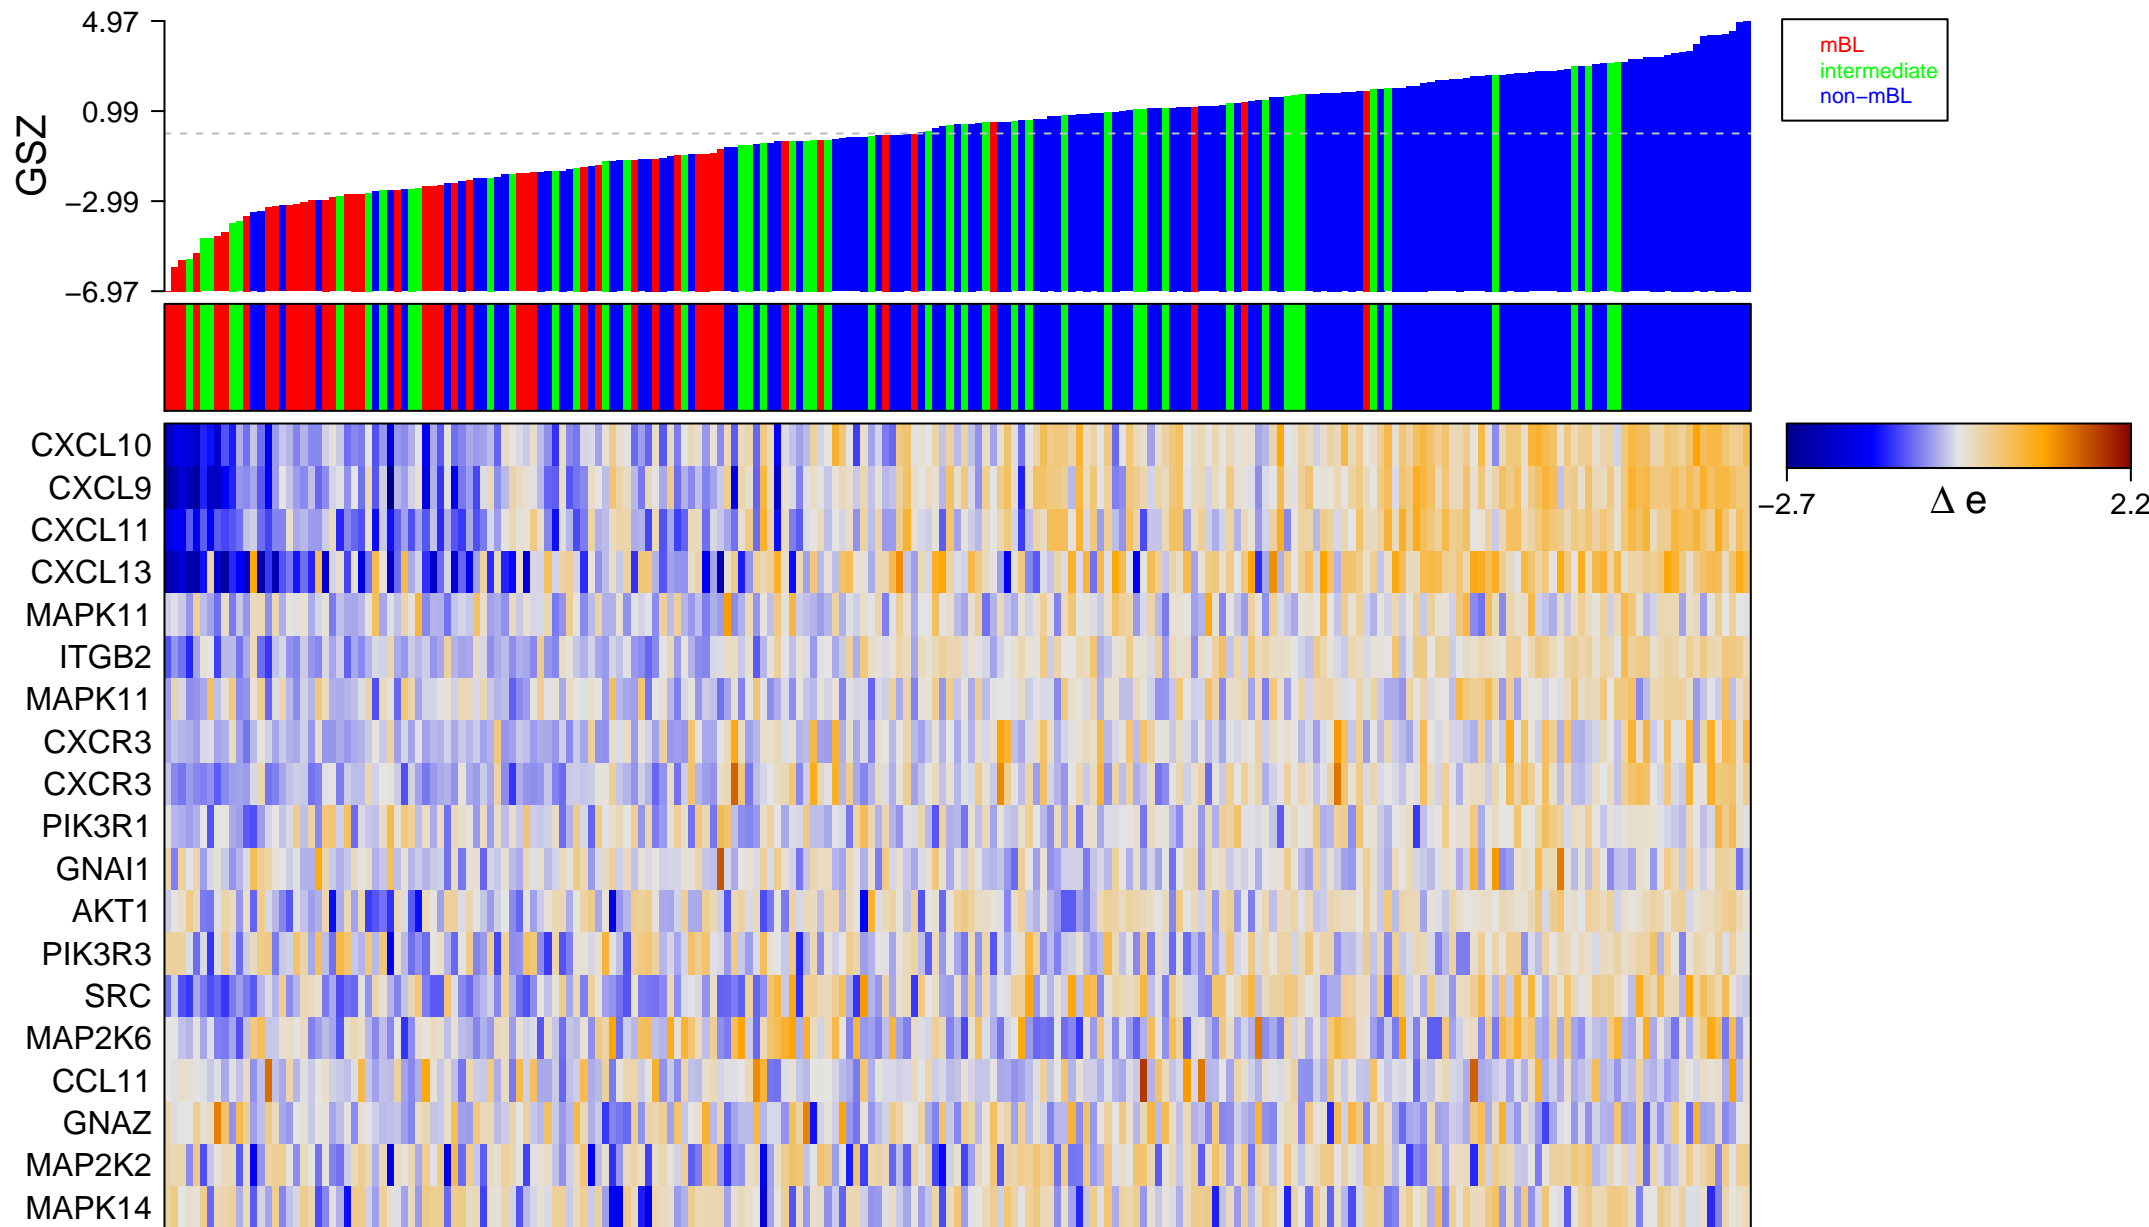 4.97
0.99
−2.99
−6.97
GSZ
mBL
intermediate
non−mBL
CXCL10
CXCL9
CXCL11
CXCL13
MAPK11
ITGB2
MAPK11
CXCR3
CXCR3
PIK3R1
GNAI1
AKT1
PIK3R3
SRC
MAP2K6
CCL11
GNAZ
MAP2K2
MAPK14
−2.7
Δ e
2.2